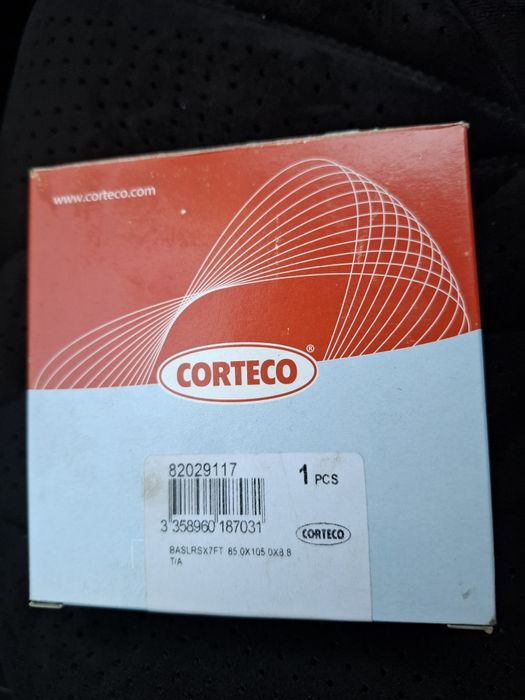 www.corteco.com
CORTECO®
82029117
1 PCS
3 358960 187031
CORTECO
BASLRSX7FT 85.0X105.0X8.8
T/A